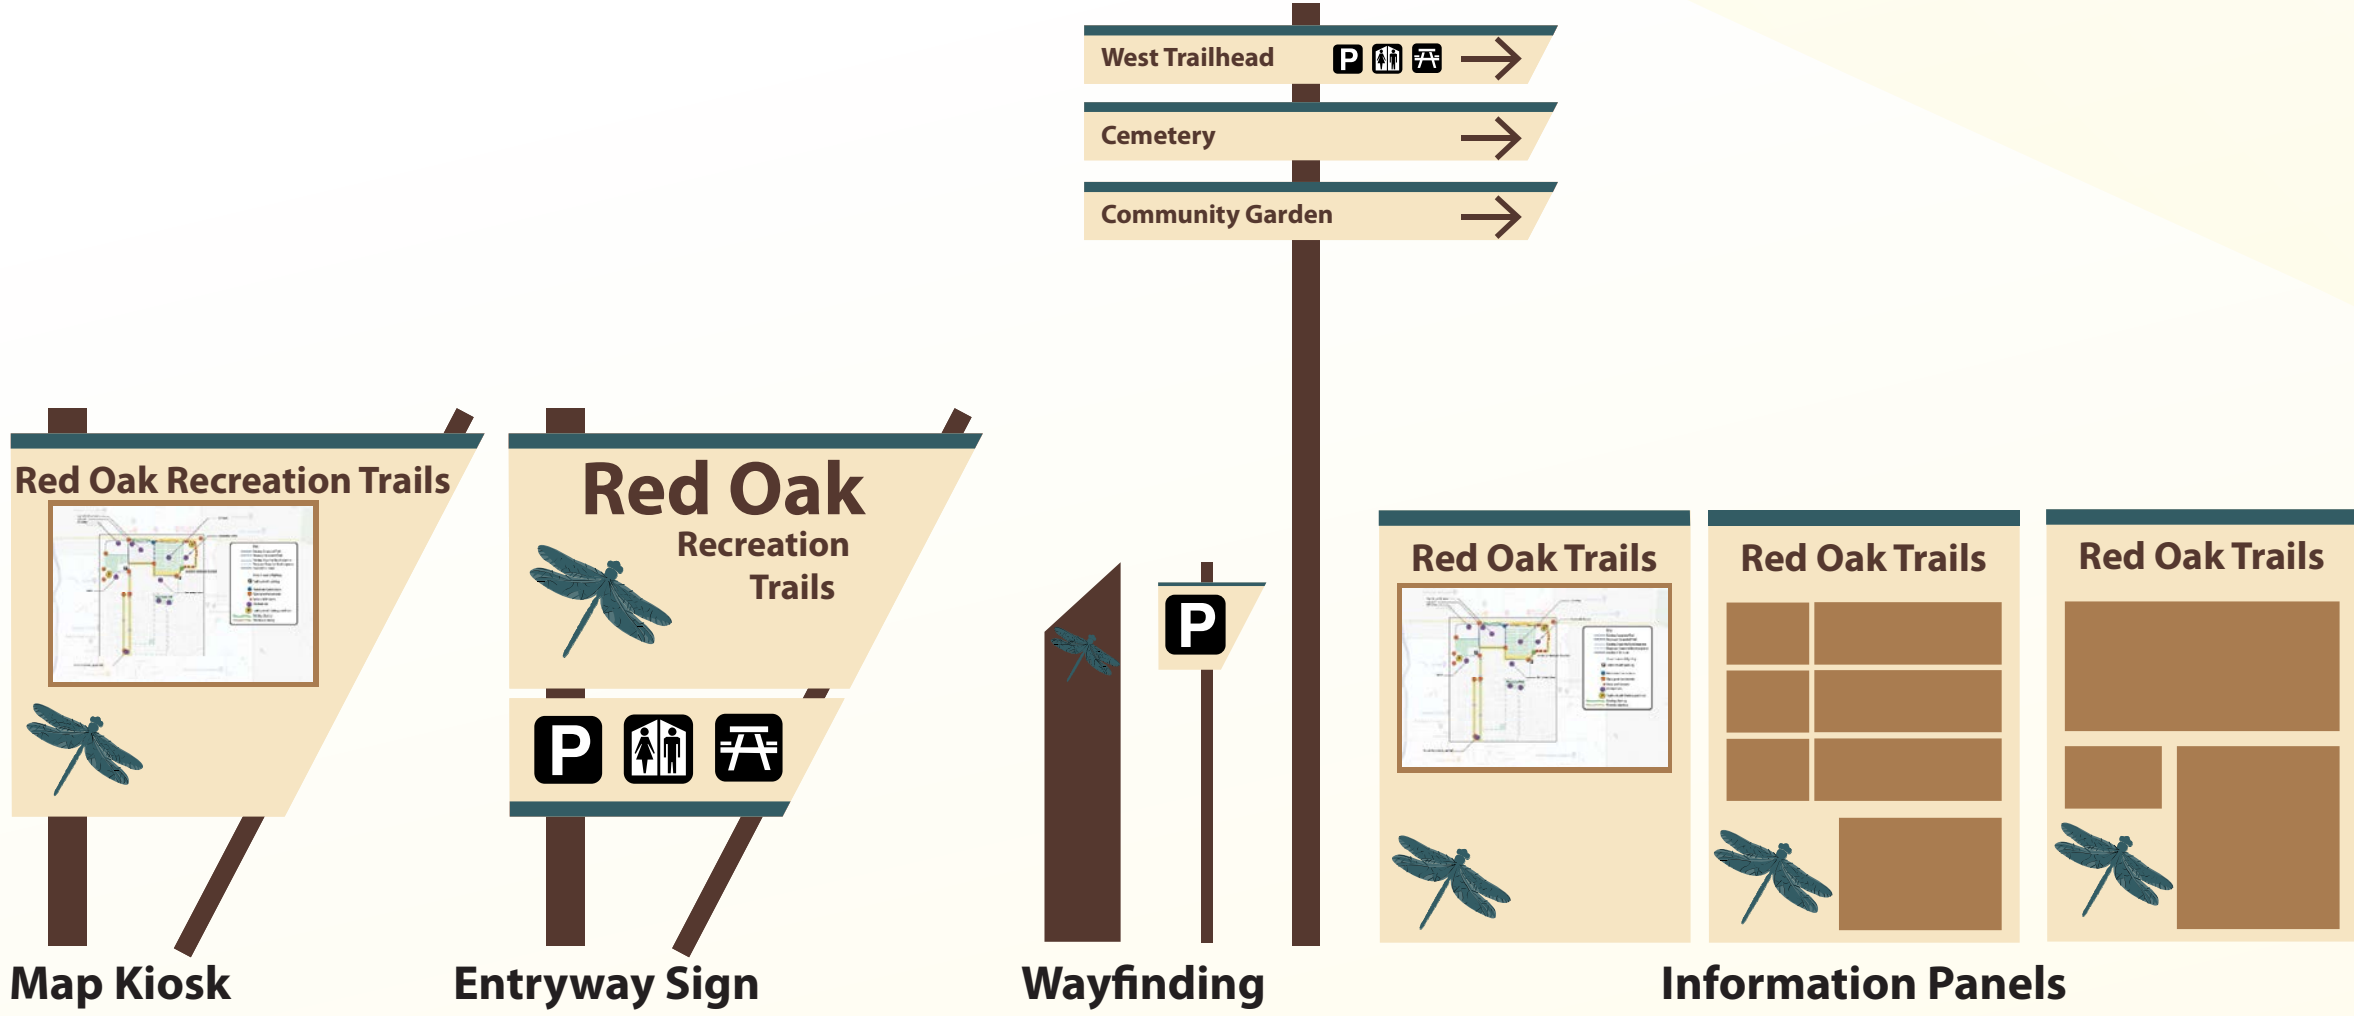 West Trailhead P
Cemetery
Community Garden
Red Oak Recreation Trails
Red Oak
Recreation
Trails
P
P
Red Oak Trails
Red Oak Trails
Red Oak Trails
Map Kiosk
Entryway Sign
Wayfinding
Information Panels